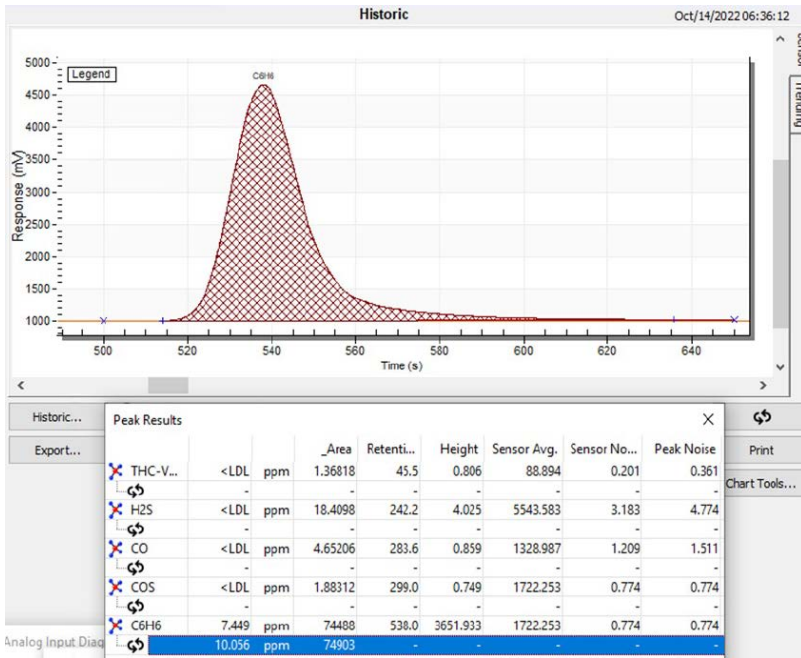 Historic
Oct/14/2022 06:36:12
Legend
C6H6
5000
4500
4000
3500
3000
2500
2000
1500
1000
Response (mV)
500 520 540 560 580 600 620 640
Time (s)
Trending
Historic...
Export...
Print
Chart Tools...
Peak Results
_Area Retenti... Height Sensor Avg. Sensor No... Peak Noise
THC-V... <LDL ppm 1.36818 45.5 0.806 88.894 0.201 0.361
- - - - - - -
H2S <LDL ppm 18.4098 242.2 4.025 5543.583 3.183 4.774
- - - - - - -
CO <LDL ppm 4.65206 283.6 0.859 1328.987 1.209 1.511
- - - - - - -
COS <LDL ppm 1.88312 299.0 0.749 1722.253 0.774 0.774
- - - - - - -
C6H6 7.449 ppm 74488 538.0 3651.933 1722.253 0.774 0.774
10.056 ppm 74903 - - - - -
Analog Input Diag